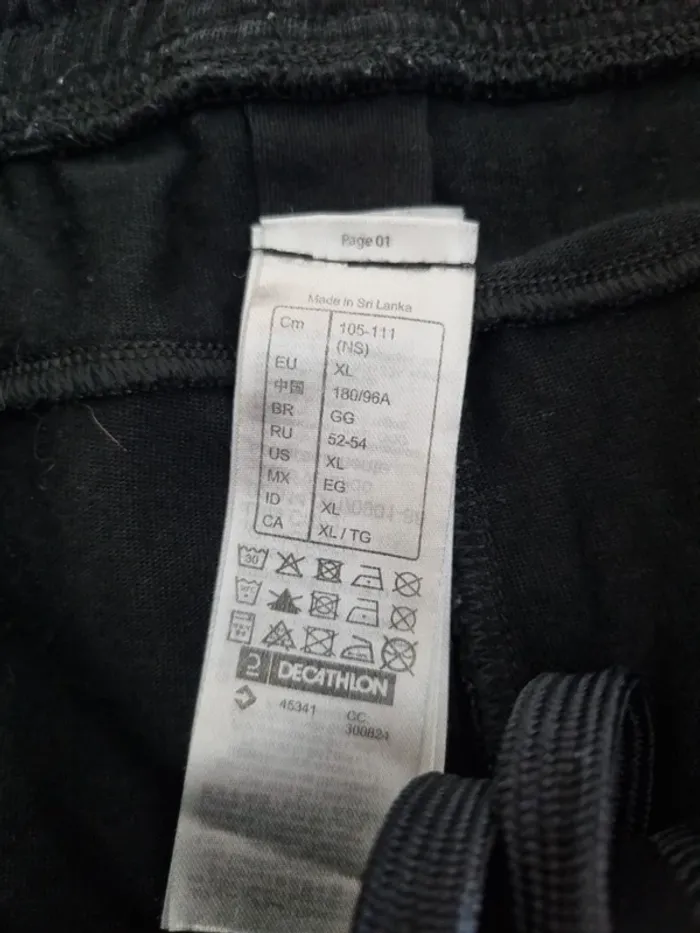 Page 01
Made in Sri Lanka
Cm 105-111
(NS)
EU XL
中国 180/96A
BR GG
RU 52-54
US XL
MX EG
ID XL
CA XL / TG
30
DECATHLON
45341 CC
300824